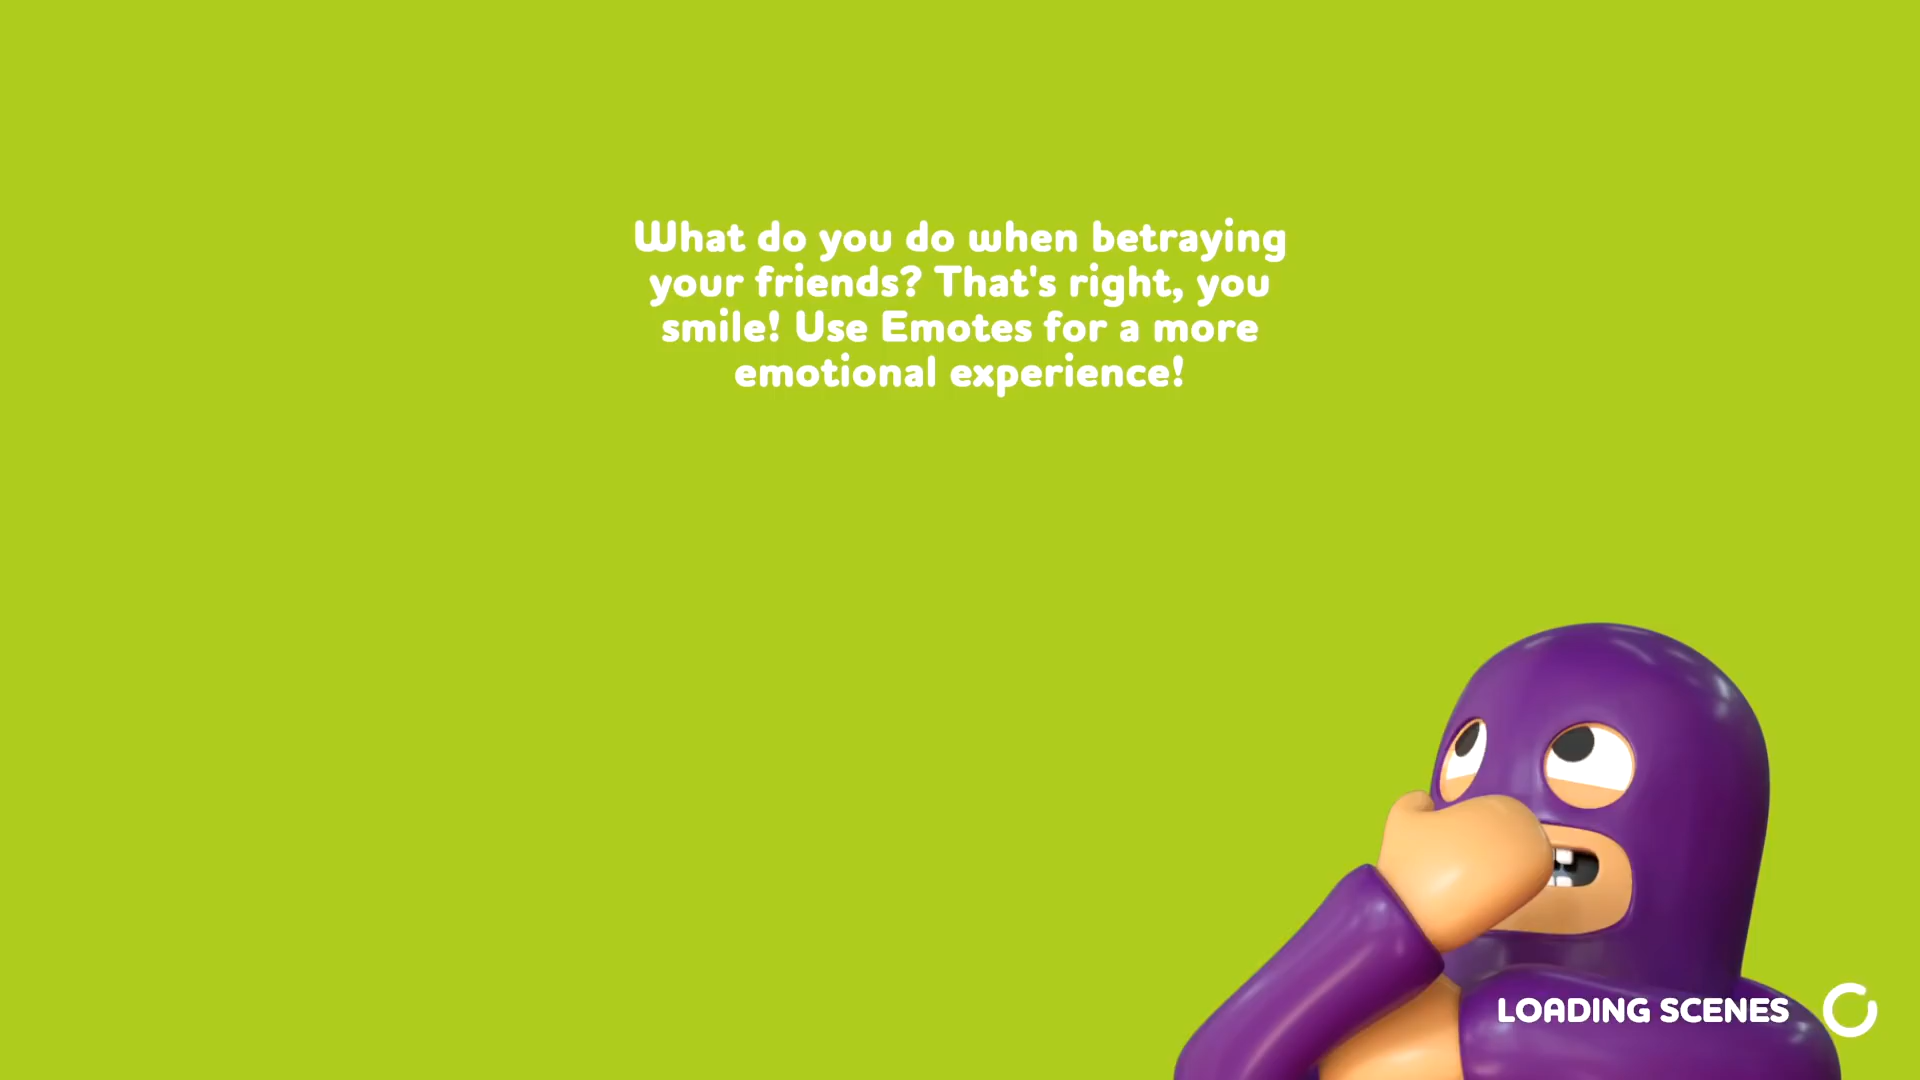 What do you do when betraying
your friends? That's right, you
smile! Use Emotes for a more
emotional experience!
LOADING SCENES